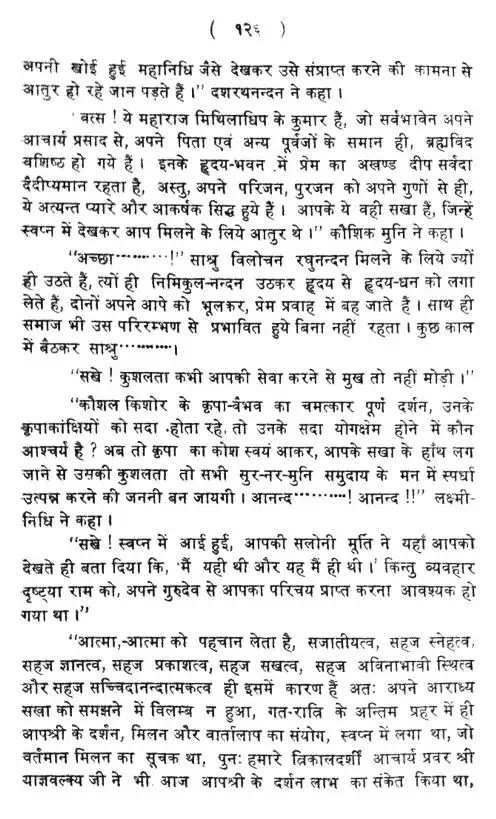 ( १२६ )
अपनी खोई हुई महानिधि जैसे देखकर उसे संप्राप्त करने की कामना से
आतुर हो रहे जान पड़ते हैं।" दशरथनन्दन ने कहा।
'वत्स ! ये महाराज मिथिलाधिप के कुमार हैं, जो सर्वभावेन अपने
आचार्य प्रसाद से, अपने पिता एवं अन्य पूर्वजों के समान ही, ब्रह्मविद
बशिष्ठ हो गये हैं। इनके हृदय-भवन में प्रेम का अखण्ड दीप सर्वदा
दैदीप्यमान रहता है, अस्तु, अपने परिजन, पुरजन को अपने गुणों से ही,
ये अत्यन्त प्यारे और आकर्षक सिद्ध हुये हैं। आपके ये वही सखा हैं, जिन्हें
स्वप्न में देखकर आप मिलने के लिये आतुर थे।" कौशिक मुनि ने कहा।
"अच्छा..........!" साश्रु विलोचन रघुनन्दन मिलने के लिये ज्यों
ही उठते हैं, त्यों ही निमिकुल-नन्दन उठकर हृदय से हृदय-धन को लगा
लेते हैं, दोनों अपने आपे को भूलकर, प्रेम प्रवाह में बह जाते हैं। साथ ही
समाज भी उस परिरम्भण से प्रभावित हुये बिना नहीं रहता। कुछ काल
में बैठकर साश्रु..........।
"सखे ! कुशलता कभी आपकी सेवा करने से मुख तो नहीं मोड़ी।"
"कौशल किशोर के कृपा-वैभव का चमत्कार पूर्ण दर्शन, उनके
कृपाकांक्षियों को सदा होता रहे, तो उनके सदा योगक्षेम होने में कौन
आश्चर्य है ? अब तो कृपा का कोश स्वयं आकर, आपके सखा के हाँथ लग
जाने से उसकी कुशलता तो सभी सुर-नर-मुनि समुदाय के मन में स्पर्धा
उत्पन्न करने की जननी बन जायगी। आनन्द..........! आनन्द !!" लक्ष्मी-
निधि ने कहा।
"सखे ! स्वप्न में आई हुई, आपकी सलोनी मूर्ति ने यहाँ आपको
देखते ही बता दिया कि, 'मैं यही थी और यह मैं ही थी।' किन्तु व्यवहार
दृष्ट्या राम को, अपने गुरुदेव से आपका परिचय प्राप्त करना आवश्यक हो
गया था।"
"आत्मा,-आत्मा को पहचान लेता है, सजातीयत्व, सहज स्नेहत्व,
सहज ज्ञानत्व, सहज प्रकाशत्व, सहज सखत्व, सहज अविनाभावी स्थित्व
और सहज सच्चिदानन्दात्मकत्व ही इसमें कारण हैं अतः अपने आराध्य
सखा को समझने में विलम्ब न हुआ, गत-रात्रि के अन्तिम प्रहर में ही
आपश्री के दर्शन, मिलन और वार्तालाप का संयोग, स्वप्न में लगा था, जो
वर्तमान मिलन का सूचक था, पुनः हमारे त्रिकालदर्शी आचार्य प्रवर श्री
याज्ञवल्क्य जी ने भी आज आपश्री के दर्शन लाभ का संकेत किया था,